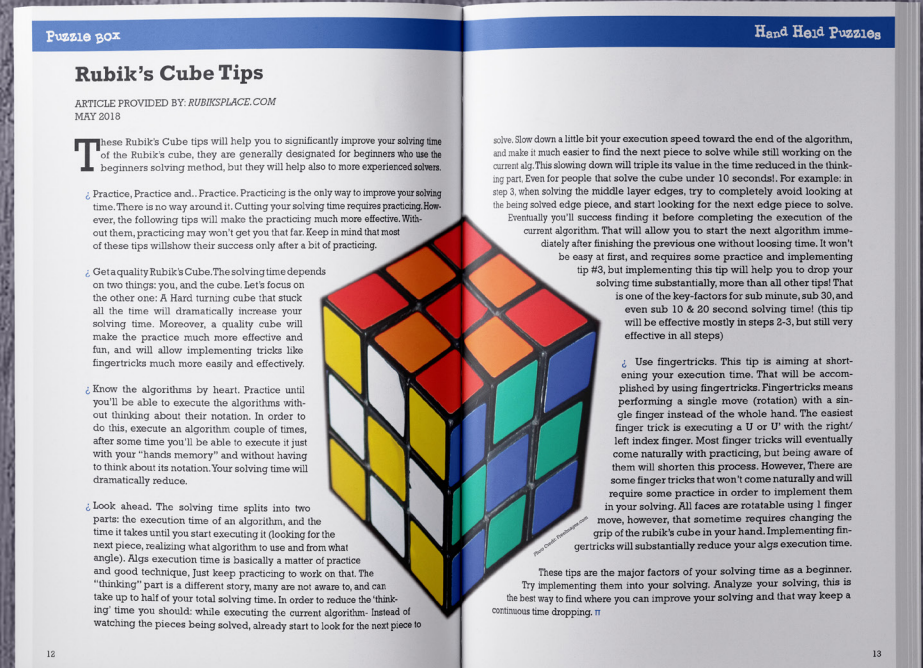 Puzzle Box
Rubik's Cube Tips
ARTICLE PROVIDED BY: RUBIKSPLACE.COM
MAY 2018
These Rubik's Cube tips will help you to significantly improve your solving time
of the Rubik's cube, they are generally designated for beginners who use the
beginners solving method, but they will help also to more experienced solvers.
¿ Practice, Practice and.. Practice. Practicing is the only way to improve your solving
time. There is no way around it. Cutting your solving time requires practicing. How-
ever, the following tips will make the practicing much more effective. With-
out them, practicing may won't get you that far. Keep in mind that most
of these tips willshow their success only after a bit of practicing.
¿ Get a quality Rubik's Cube. The solving time depends
on two things: you, and the cube. Let's focus on
the other one: A Hard turning cube that stuck
all the time will dramatically increase your
solving time. Moreover, a quality cube will
make the practice much more effective and
fun, and will allow implementing tricks like
fingertricks much more easily and effectively.
¿ Know the algorithms by heart. Practice until
you'll be able to execute the algorithms with-
out thinking about their notation. In order to
do this, execute an algorithm couple of times,
after some time you'll be able to execute it just
with your "hands memory" and without having
to think about its notation. Your solving time will
dramatically reduce.
¿ Look ahead. The solving time splits into two
parts: the execution time of an algorithm, and the
time it takes until you start executing it (looking for the
next piece, realizing what algorithm to use and from what
angle). Algs execution time is basically a matter of practice
and good technique. Just keep practicing to work on that. The
"thinking" part is a different story, many are not aware to, and can
take up to half of your total solving time. In order to reduce the 'think-
ing' time you should: while executing the current algorithm- Instead of
watching the pieces being solved, already start to look for the next piece to
12
Hand Held Puzzles
solve. Slow down a little bit your execution speed toward the end of the algorithm,
and make it much easier to find the next piece to solve while still working on the
current alg. This slowing down will triple its value in the time reduced in the think-
ing part. Even for people that solve the cube under 10 seconds!. For example: in
step 3, when solving the middle layer edges, try to completely avoid looking at
the being solved edge piece, and start looking for the next edge piece to solve.
Eventually you'll success finding it before completing the execution of the
current algorithm. That will allow you to start the next algorithm imme-
diately after finishing the previous one without loosing time. It won't
be easy at first, and requires some practice and implementing
tip #3, but implementing this tip will help you to drop your
solving time substantially, more than all other tips! That
is one of the key-factors for sub minute, sub 30, and
even sub 10 & 20 second solving time! (this tip
will be effective mostly in steps 2-3, but still very
effective in all steps)
¿ Use fingertricks. This tip is aiming at short-
ening your execution time. That will be accom-
plished by using fingertricks. Fingertricks means
performing a single move (rotation) with a sin-
gle finger instead of the whole hand. The easiest
finger trick is executing a U or U' with the right/
left index finger. Most finger tricks will eventually
come naturally with practicing, but being aware of
them will shorten this process. However, There are
some finger tricks that won't come naturally and will
require some practice in order to implement them
in your solving. All faces are rotatable using 1 finger
move, however, that sometime requires changing the
grip of the rubik's cube in your hand. Implementing fin-
gertricks will substantially reduce your algs execution time.
Photo Credit: Freeimages.com
These tips are the major factors of your solving time as a beginner.
Try implementing them into your solving. Analyze your solving, this is
the best way to find where you can improve your solving and that way keep a
continuous time dropping. π
13